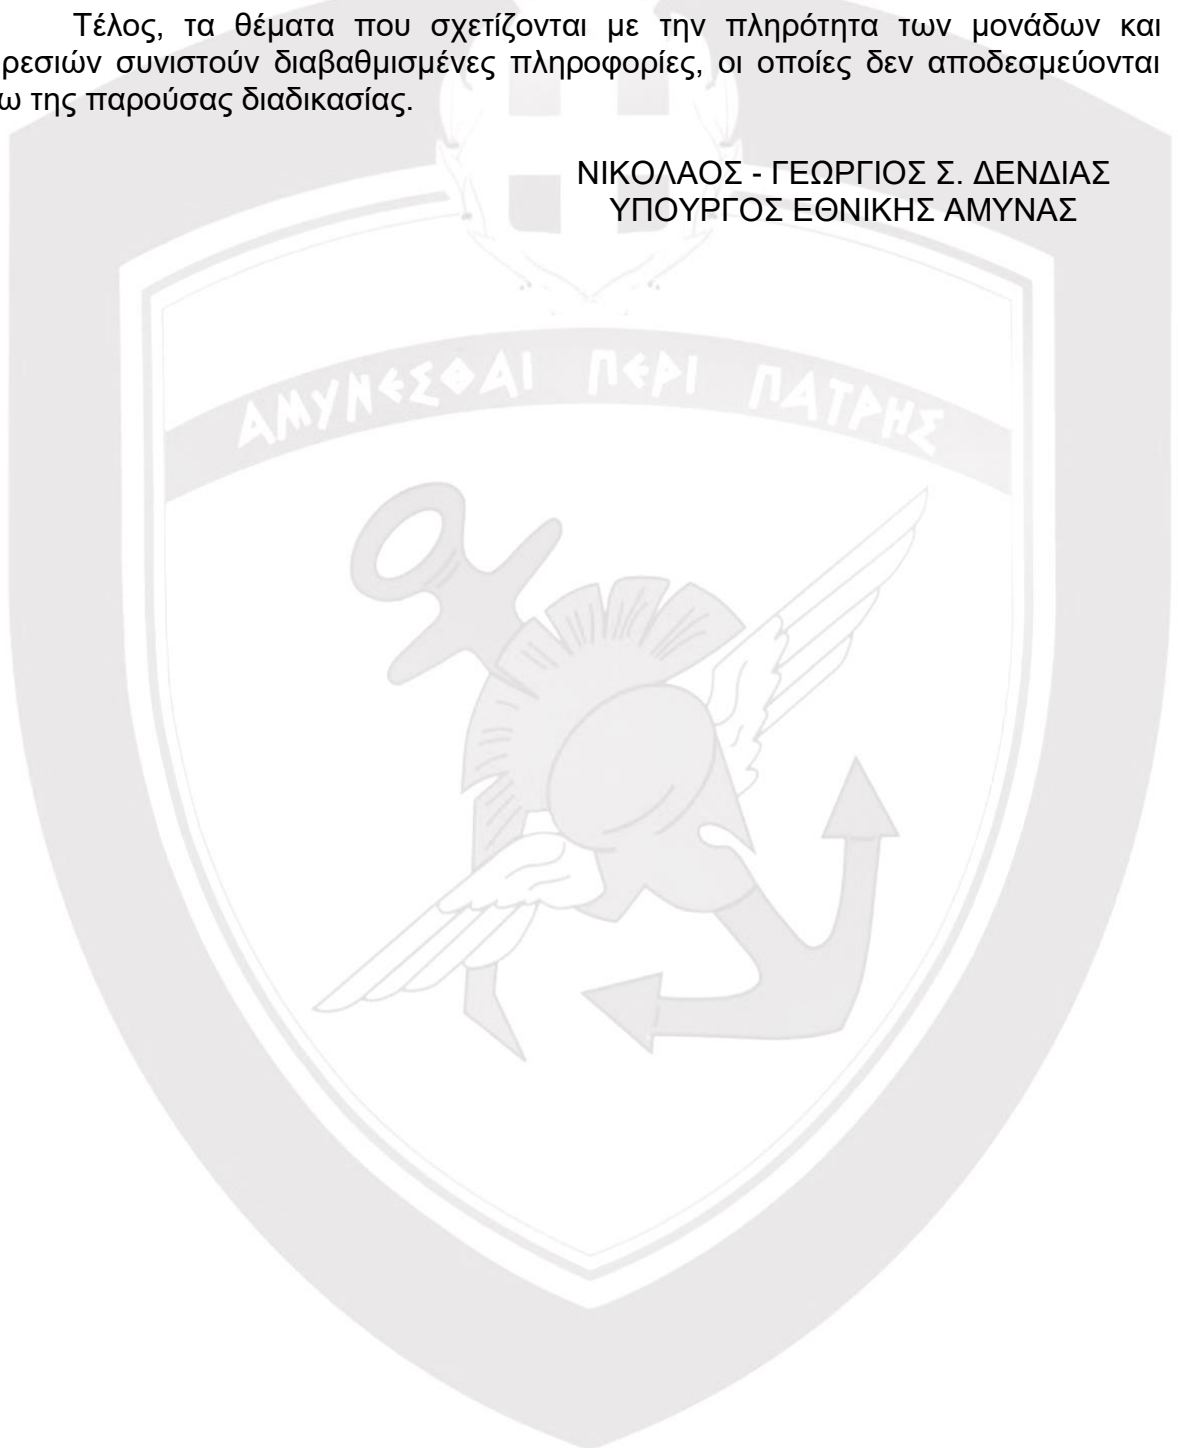 Τέλος, τα θέματα που σχετίζονται με την πληρότητα των μονάδων και
ρεσιών συνιστούν διαβαθμισμένες πληροφορίες, οι οποίες δεν αποδεσμεύονται
ω της παρούσας διαδικασίας.
ΝΙΚΟΛΑΟΣ - ΓΕΩΡΓΙΟΣ Σ. ΔΕΝΔΙΑΣ
ΥΠΟΥΡΓΟΣ ΕΘΝΙΚΗΣ ΑΜΥΝΑΣ
ΑΜΥΝΕΣΘΑΙ ΠΕΡΙ ΠΑΤΡΗΣ